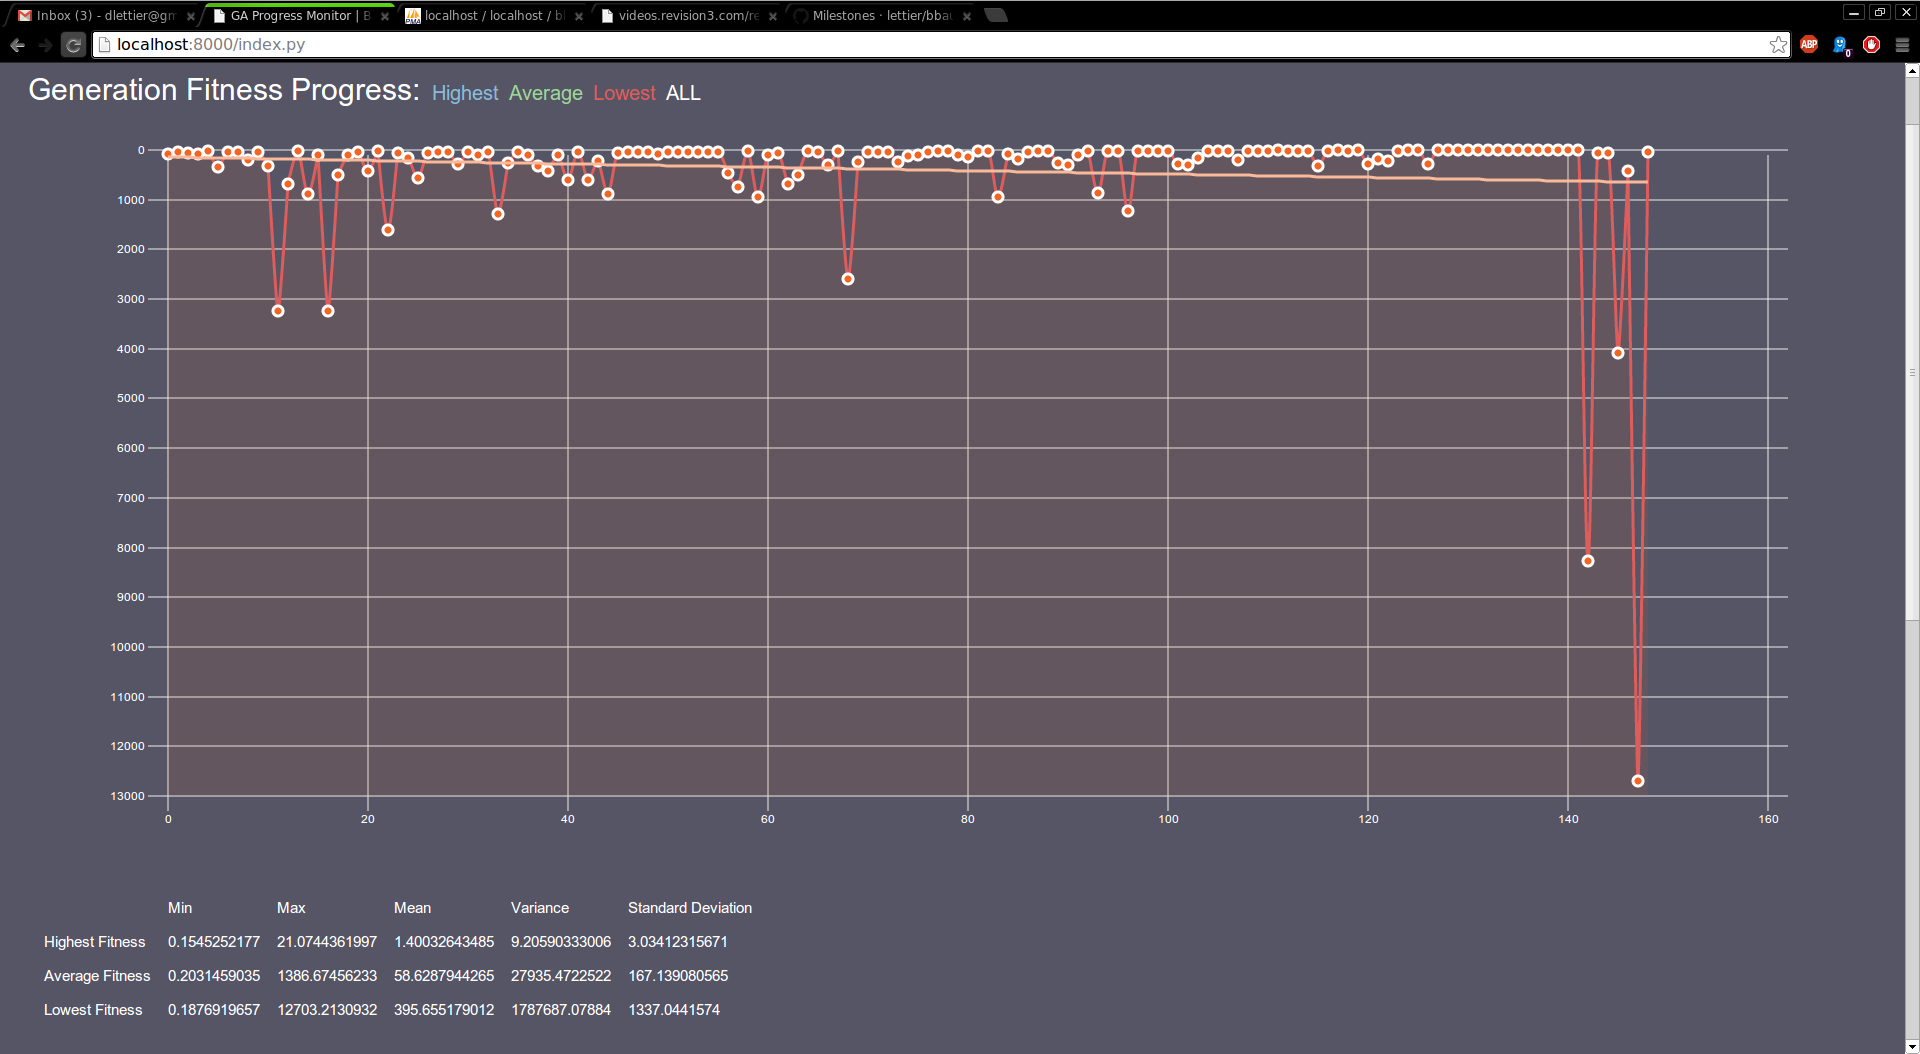 Inbox (3) - dlettier@gm
GA Progress Monitor | B
localhost / localhost / b
videos.revision3.com/re
Milestones · lettier/bbau
localhost:8000/index.py
ABP
0
Generation Fitness Progress: Highest Average Lowest ALL
0
1000
2000
3000
4000
5000
6000
7000
8000
9000
10000
11000
12000
13000
0 20 40 60 80 100 120 140 160
Min Max Mean Variance Standard Deviation
Highest Fitness 0.1545252177 21.0744361997 1.40032643485 9.20590333006 3.03412315671
Average Fitness 0.2031459035 1386.67456233 58.6287944265 27935.4722522 167.139080565
Lowest Fitness 0.1876919657 12703.2130932 395.655179012 1787687.07884 1337.0441574